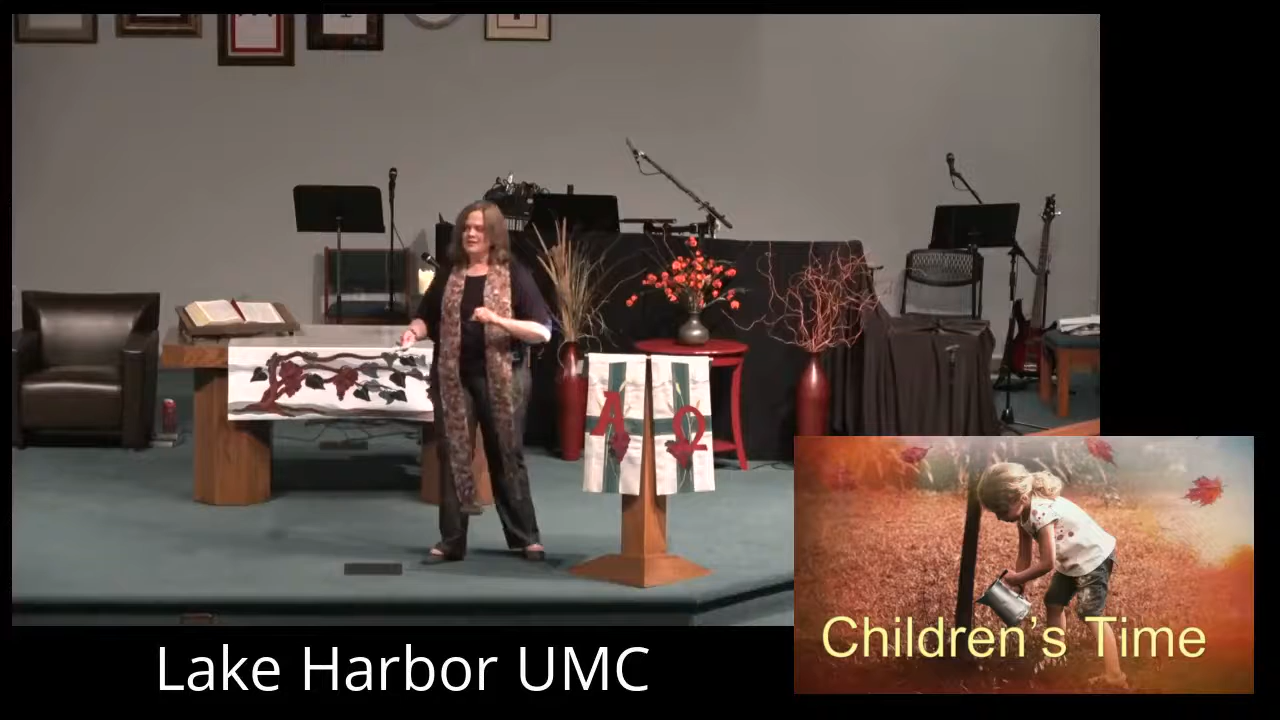 Α Ω
Lake Harbor UMC
Children's Time